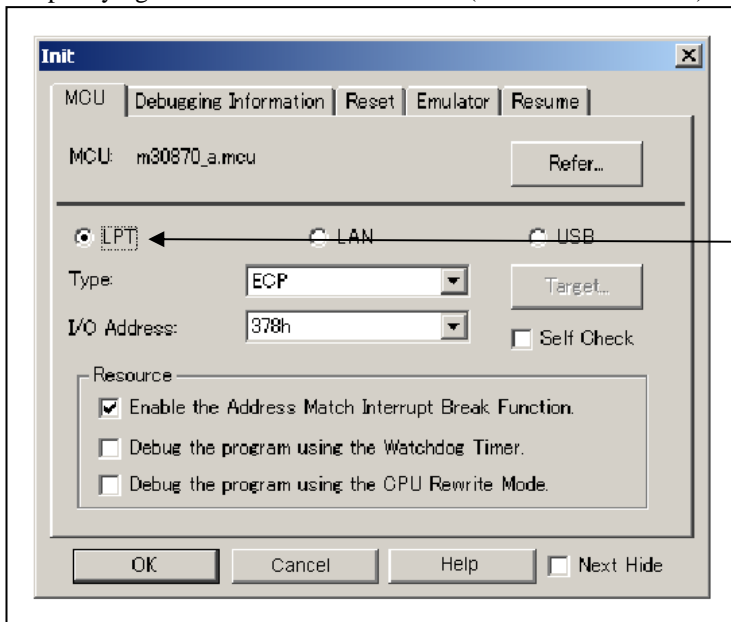 Init
MCU Debugging Information Reset Emulator Resume
MCU: m30870_a.mcu Refer...
LPT LAN USB
Type: ECP Target...
I/O Address: 378h Self Check
Resource
Enable the Address Match Interrupt Break Function.
Debug the program using the Watchdog Timer.
Debug the program using the CPU Rewrite Mode.
OK Cancel Help Next Hide